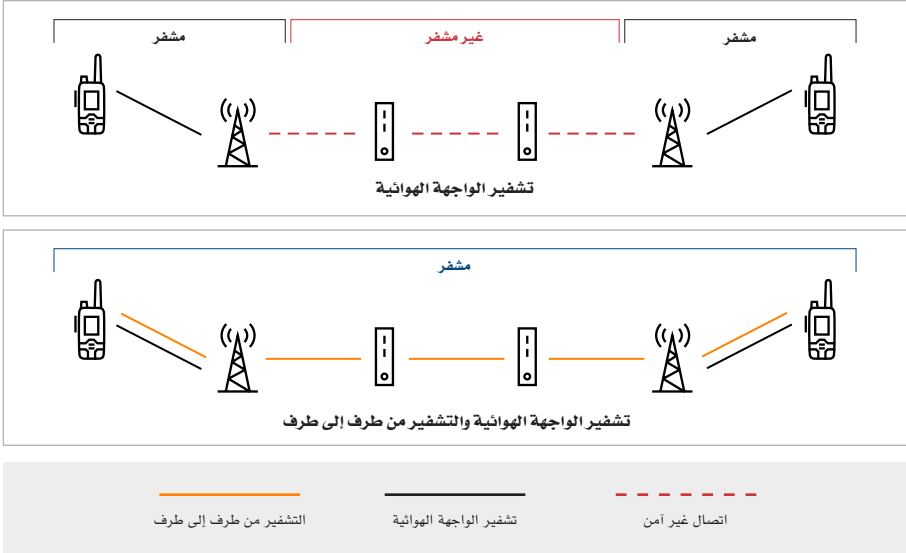 مشفر
غير مشفر
مشفر
تشفير الواجهة الهوائية
مشفر
تشفير الواجهة الهوائية والتشفير من طرف إلى طرف
اتصال غير آمن
تشفير الواجهة الهوائية
التشفير من طرف إلى طرف